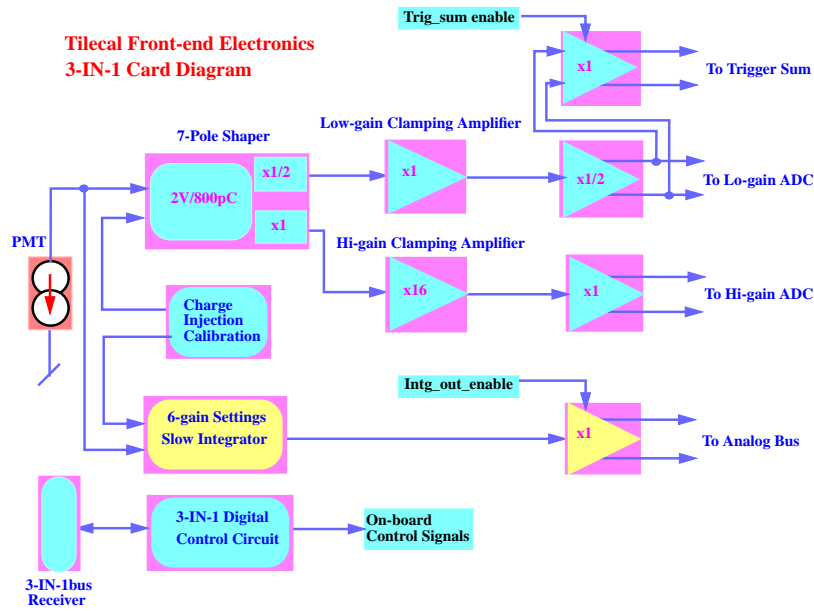 Trig_sum enable
Tilecal Front-end Electronics
3-IN-1 Card Diagram
x1
To Trigger Sum
Low-gain Clamping Amplifier
7-Pole Shaper
x1/2
2V/800pC
x1
x1
x1/2
To Lo-gain ADC
PMT
Hi-gain Clamping Amplifier
x16
x1
To Hi-gain ADC
Charge
Injection
Calibration
Intg_out_enable
6-gain Settings
Slow Integrator
x1
To Analog Bus
3-IN-1 Digital
Control Circuit
On-board
Control Signals
3-IN-1bus
Receiver